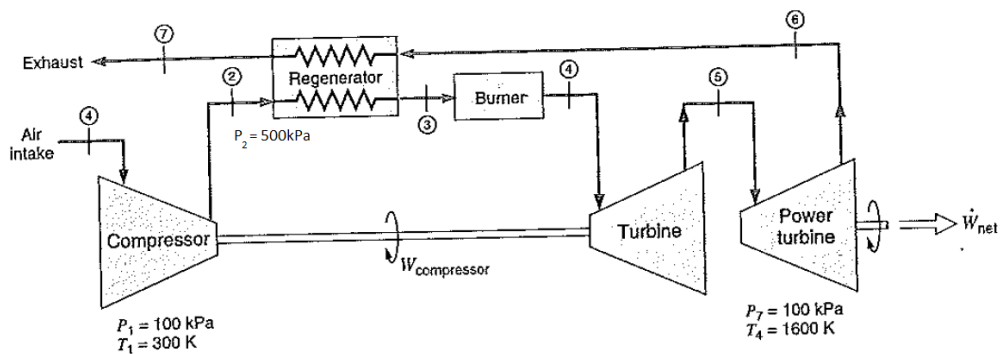 ⑥
⑦
Exhaust
Regenerator
②
④
Burner
⑤
④
③
Air
intake
P2 = 500kPa
Compressor
Turbine
Power
turbine
Ẇnet
Wcompressor
P1 = 100 kPa
T1 = 300 K
P7 = 100 kPa
T4 = 1600 K